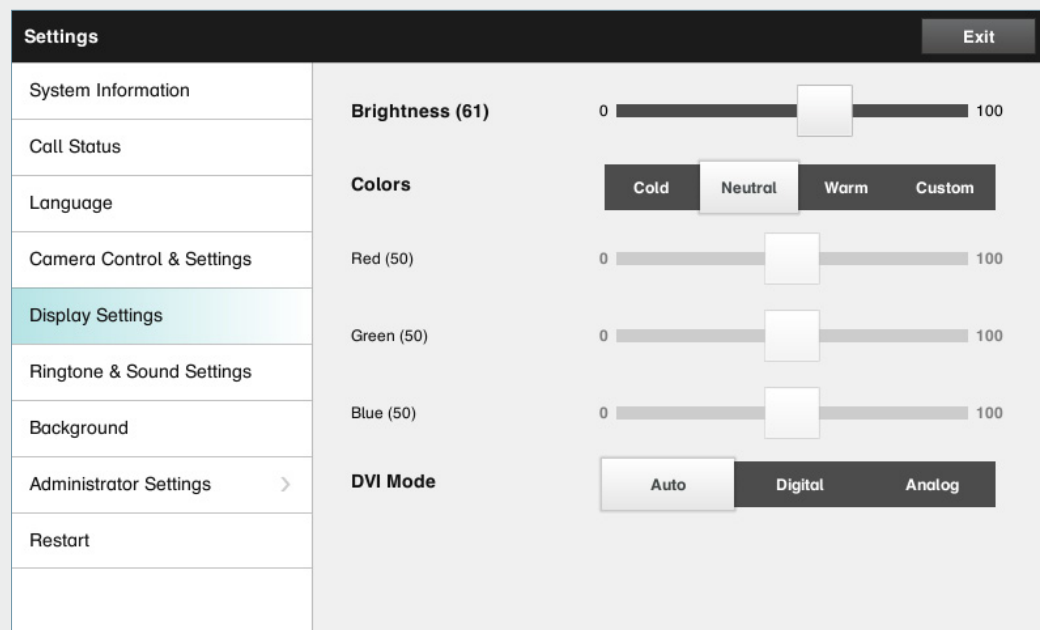 Settings
Exit
System Information
Call Status
Language
Camera Control & Settings
Display Settings
Ringtone & Sound Settings
Background
Administrator Settings
Restart
Brightness (61)
0 100
Colors
Cold Neutral Warm Custom
Red (50)
0 100
Green (50)
0 100
Blue (50)
0 100
DVI Mode
Auto Digital Analog